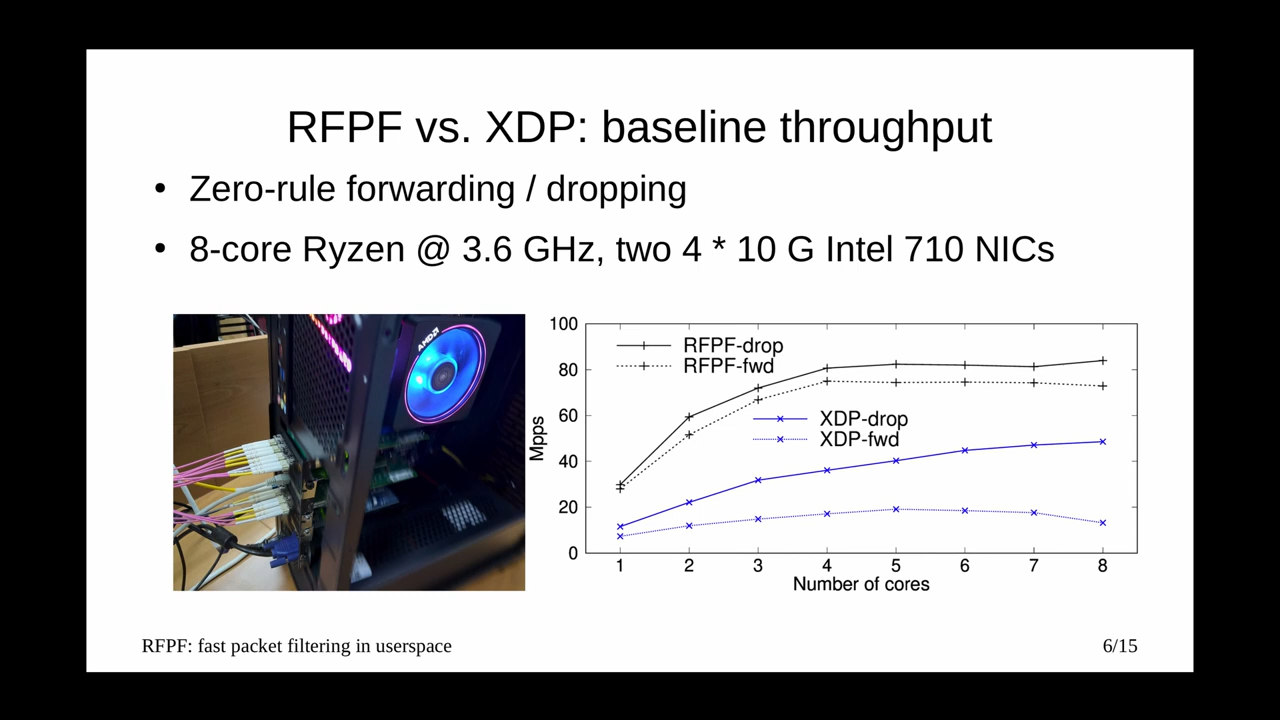 RFPF vs. XDP: baseline throughput
• Zero-rule forwarding / dropping
• 8-core Ryzen @ 3.6 GHz, two 4 * 10 G Intel 710 NICs
AMD
100
80
60
40
20
0
Mpps
RFPF-drop
RFPF-fwd
XDP-drop
XDP-fwd
1 2 3 4 5 6 7 8
Number of cores
RFPF: fast packet filtering in userspace
6/15